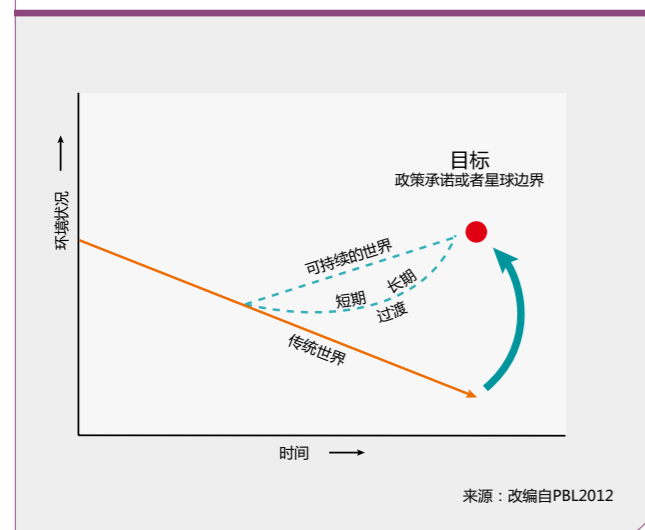 目标
政策承诺或者星球边界
环境状况
可持续的世界
短期
长期
过渡
传统世界
时间
来源：改编自PBL2012